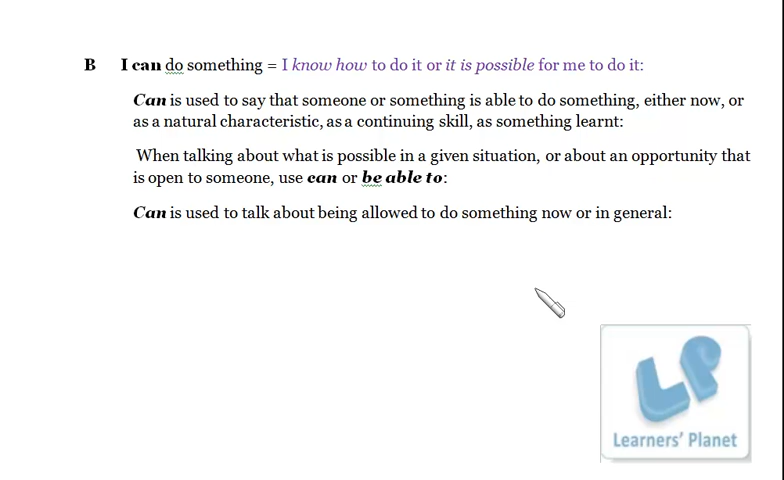 B I can do something = I know how to do it or it is possible for me to do it:
Can is used to say that someone or something is able to do something, either now, or
as a natural characteristic, as a continuing skill, as something learnt:
When talking about what is possible in a given situation, or about an opportunity that
is open to someone, use can or be able to:
Can is used to talk about being allowed to do something now or in general:
LP
Learners' Planet